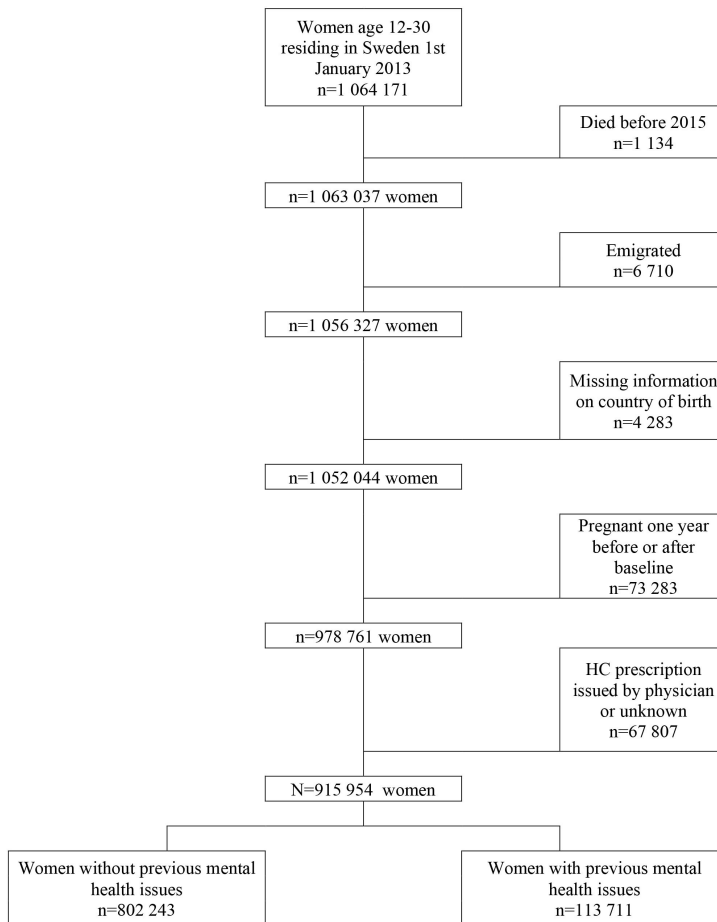 Women age 12-30
residing in Sweden 1st
January 2013
n=1 064 171
Died before 2015
n=1 134
n=1 063 037 women
Emigrated
n=6 710
n=1 056 327 women
Missing information
on country of birth
n=4 283
n=1 052 044 women
Pregnant one year
before or after
baseline
n=73 283
n=978 761 women
HC prescription
issued by physician
or unknown
n=67 807
N=915 954 women
Women without previous mental
health issues
n=802 243
Women with previous mental
health issues
n=113 711